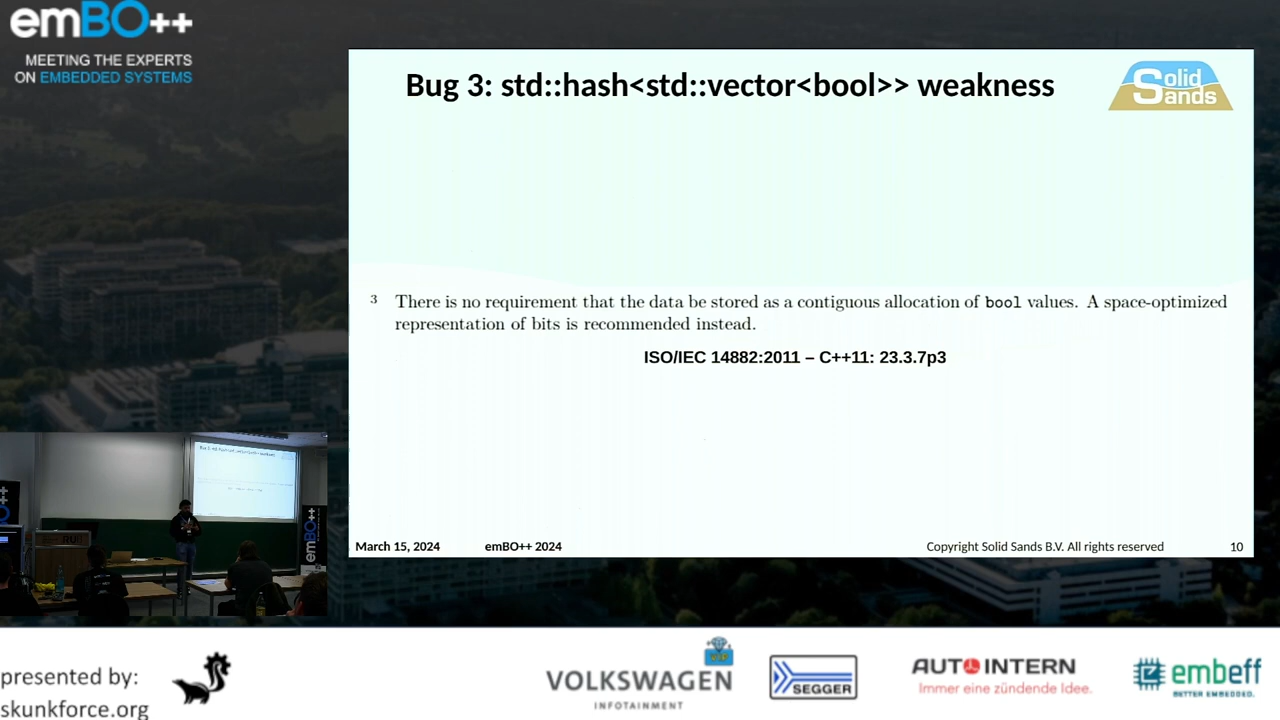 emBO++
MEETING THE EXPERTS
ON EMBEDDED SYSTEMS
Bug 3: std::hash<std::vector<bool>> weakness
Solid
Sands
3 There is no requirement that the data be stored as a contiguous allocation of bool values. A space-optimized
representation of bits is recommended instead.
ISO/IEC 14882:2011 – C++11: 23.3.7p3
March 15, 2024 emBO++ 2024 Copyright Solid Sands B.V. All rights reserved 10
emBO++
presented by:
skunkforce.org
VOLKSWAGEN
INFOTAINMENT
SEGGER
AUTOINTERN
Immer eine zündende Idee.
embeff
BETTER EMBEDDED.